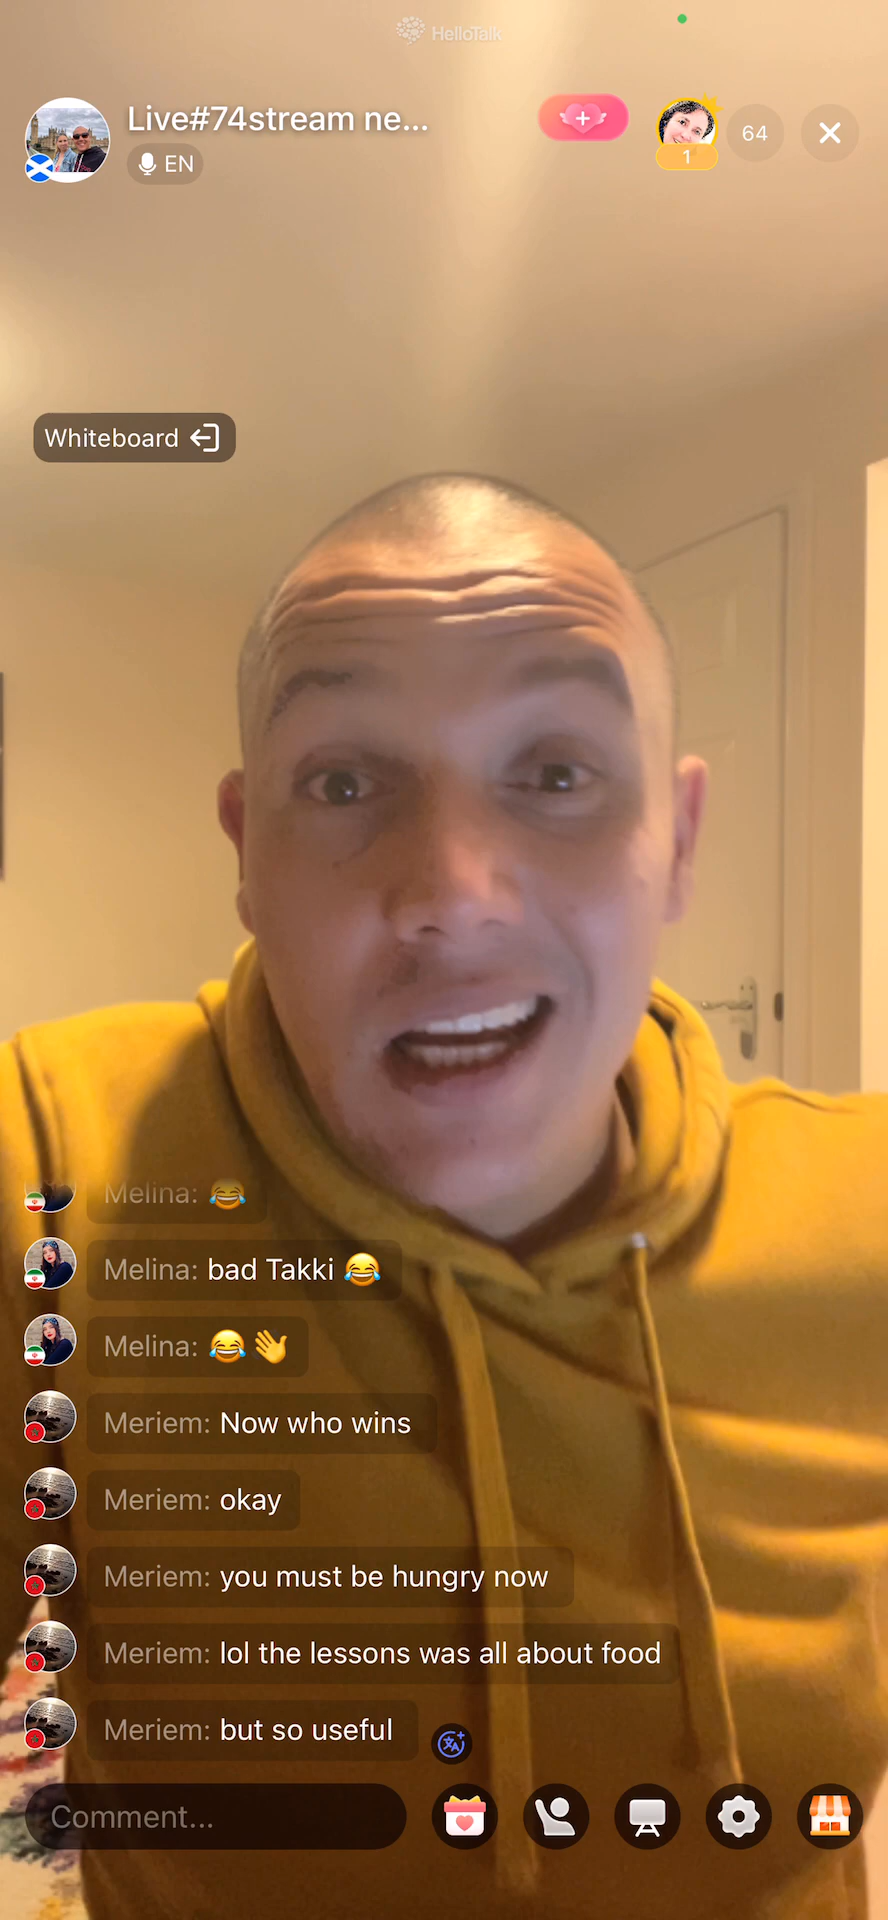 HelloTalk
Live#74stream ne...
EN
1
64
Whiteboard
Melina: 😂
Melina: bad Takki 😂
Melina: 😂 👋
Meriem: Now who wins
Meriem: okay
Meriem: you must be hungry now
Meriem: lol the lessons was all about food
Meriem: but so useful
Comment...